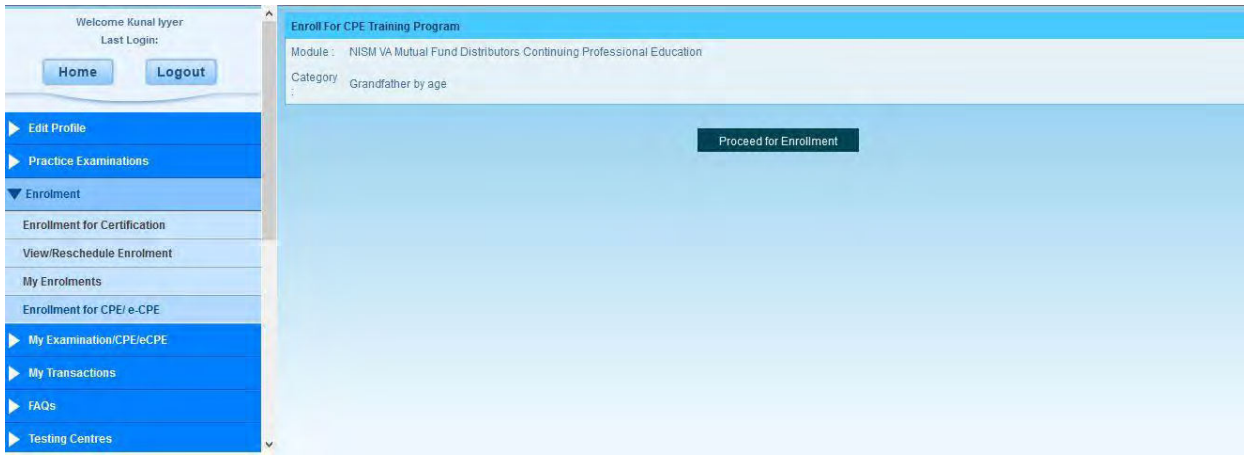 Welcome Kunal Iyyer
Last Login:
Home
Logout
Edit Profile
Practice Examinations
Enrolment
Enrollment for Certification
View/Reschedule Enrolment
My Enrolments
Enrollment for CPE/ e-CPE
My Examination/CPE/eCPE
My Transactions
FAQs
Testing Centres
Enroll For CPE Training Program
Module : NISM VA Mutual Fund Distributors Continuing Professional Education
Category : Grandfather by age
Proceed for Enrollment